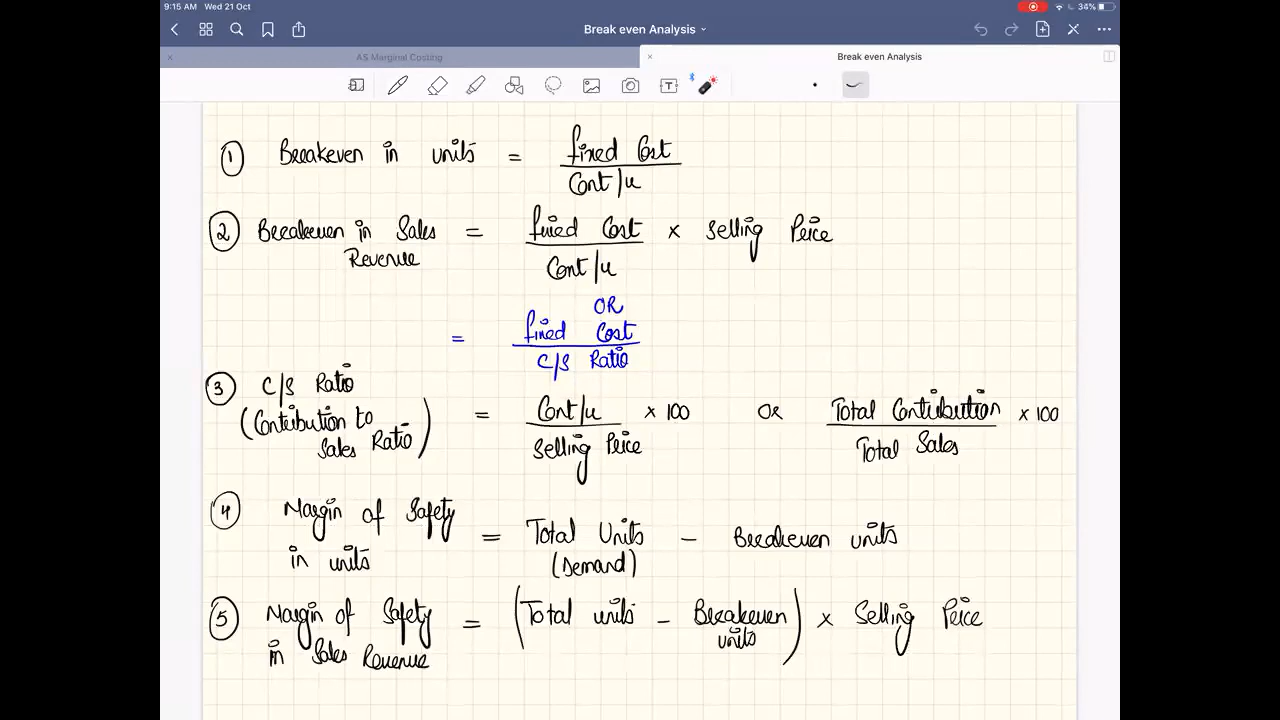 9:15 AM Wed 21 Oct
34%
Break even Analysis
AS Marginal Costing
Break even Analysis
① Breakeven in units = Fixed Cost / Cont/u
② Breakeven in Sales Revenue = Fixed Cost / Cont/u × Selling Price
OR
= Fixed Cost / C/S Ratio
③ C/S Ratio
(Contribution to Sales Ratio) = Cont/u / Selling Price × 100 OR Total Contribution / Total Sales × 100
④ Margin of Safety in units = Total Units (Demand) – Breakeven units
⑤ Margin of Safety in Sales Revenue = (Total units – Breakeven units) × Selling Price